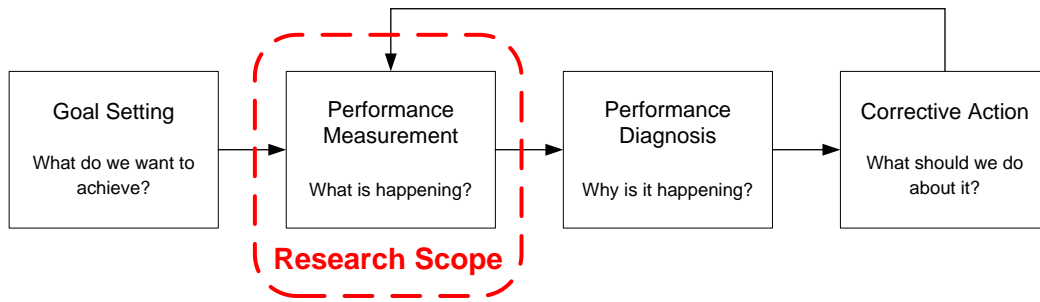 Goal Setting
What do we want to
achieve?
Performance
Measurement
What is happening?
Research Scope
Performance
Diagnosis
Why is it happening?
Corrective Action
What should we do
about it?